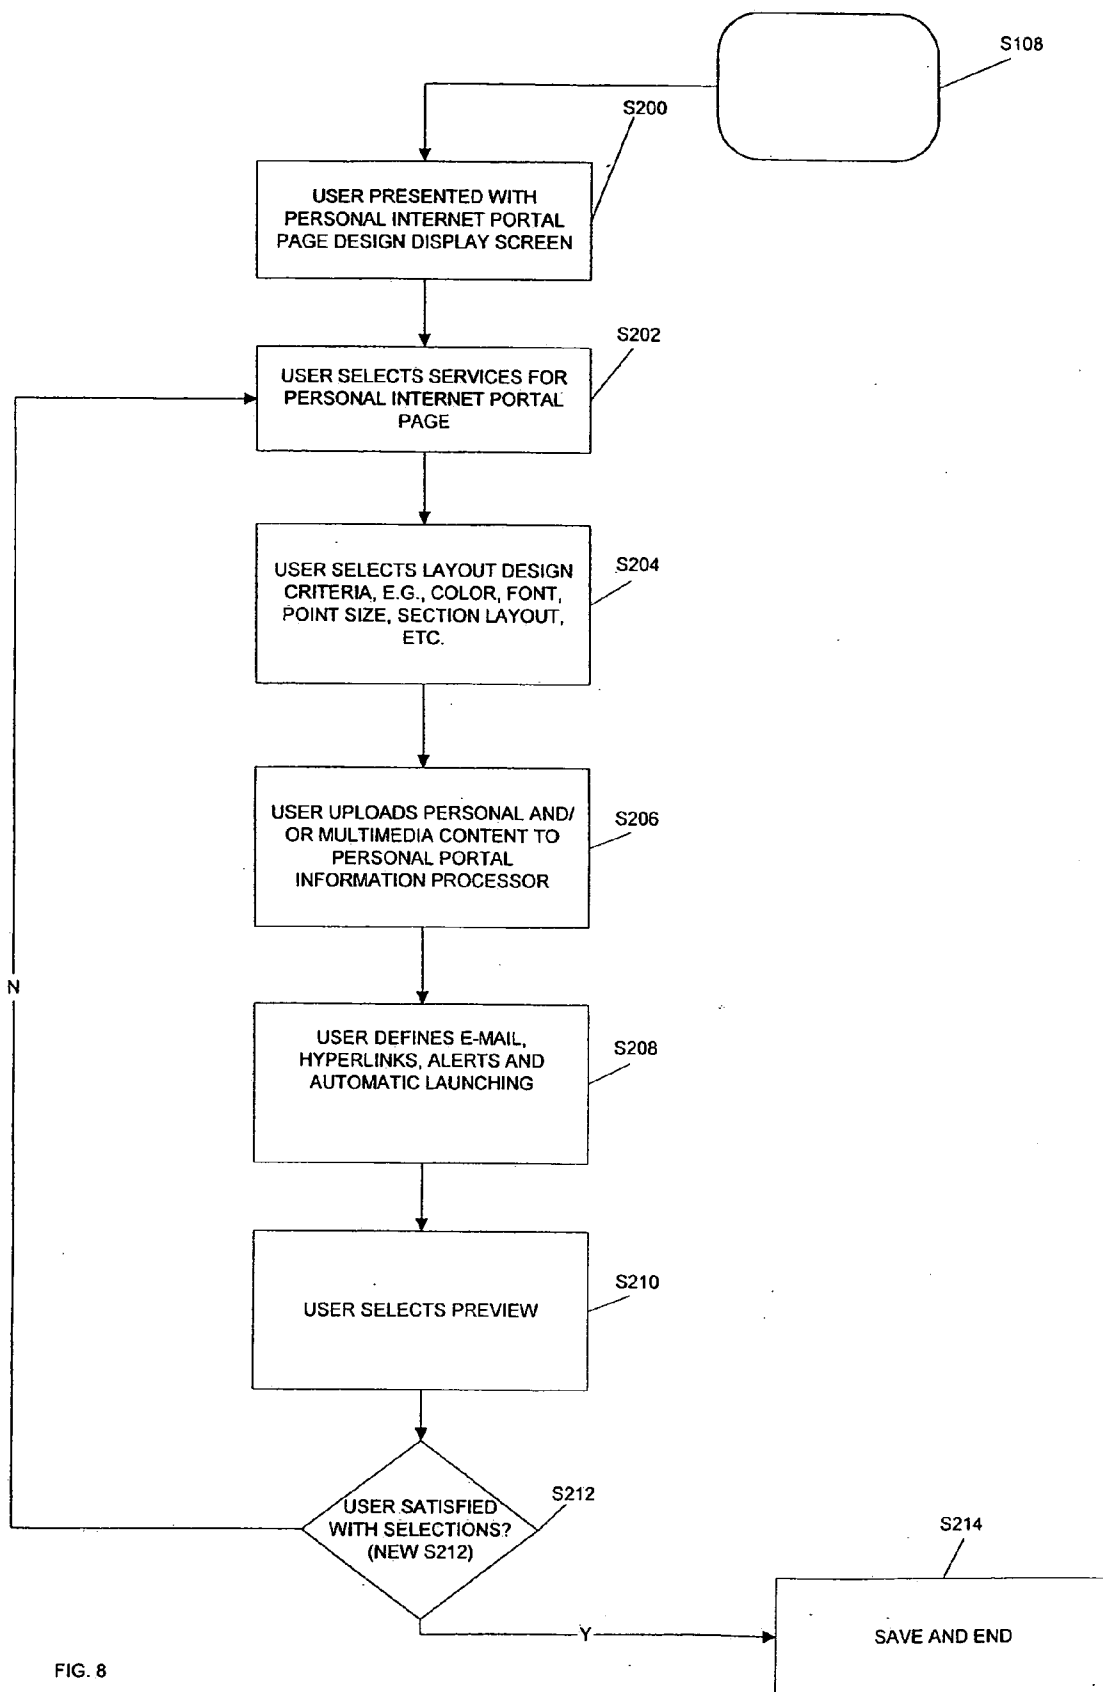 S108
S200
USER PRESENTED WITH
PERSONAL INTERNET PORTAL
PAGE DESIGN DISPLAY SCREEN
S202
USER SELECTS SERVICES FOR
PERSONAL INTERNET PORTAL
PAGE
S204
USER SELECTS LAYOUT DESIGN
CRITERIA, E.G., COLOR, FONT,
POINT SIZE, SECTION LAYOUT,
ETC.
S206
USER UPLOADS PERSONAL AND/
OR MULTIMEDIA CONTENT TO
PERSONAL PORTAL
INFORMATION PROCESSOR
N
S208
USER DEFINES E-MAIL,
HYPERLINKS, ALERTS AND
AUTOMATIC LAUNCHING
S210
USER SELECTS PREVIEW
S212
USER SATISFIED
WITH SELECTIONS?
(NEW S212)
S214
Y
SAVE AND END
FIG. 8